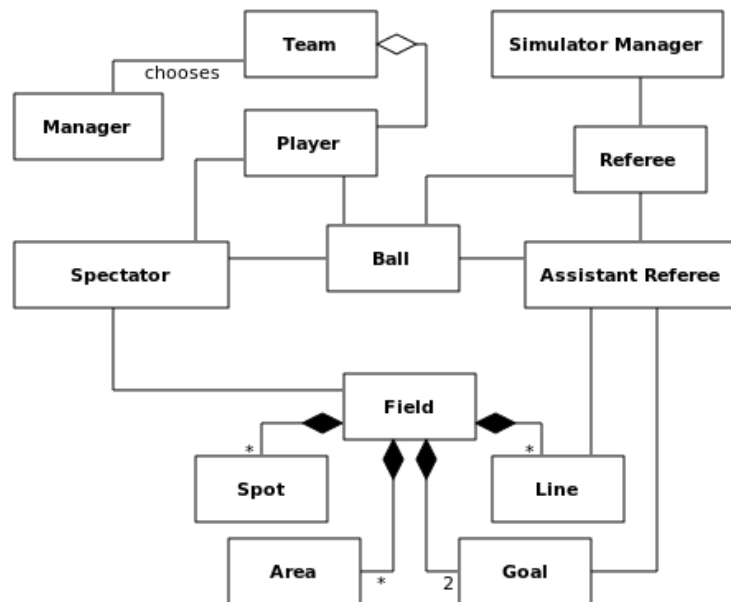 Team
Simulator Manager
chooses
Manager
Player
Referee
Spectator
Ball
Assistant Referee
Field
*
*
Spot
Line
Area
*
2
Goal